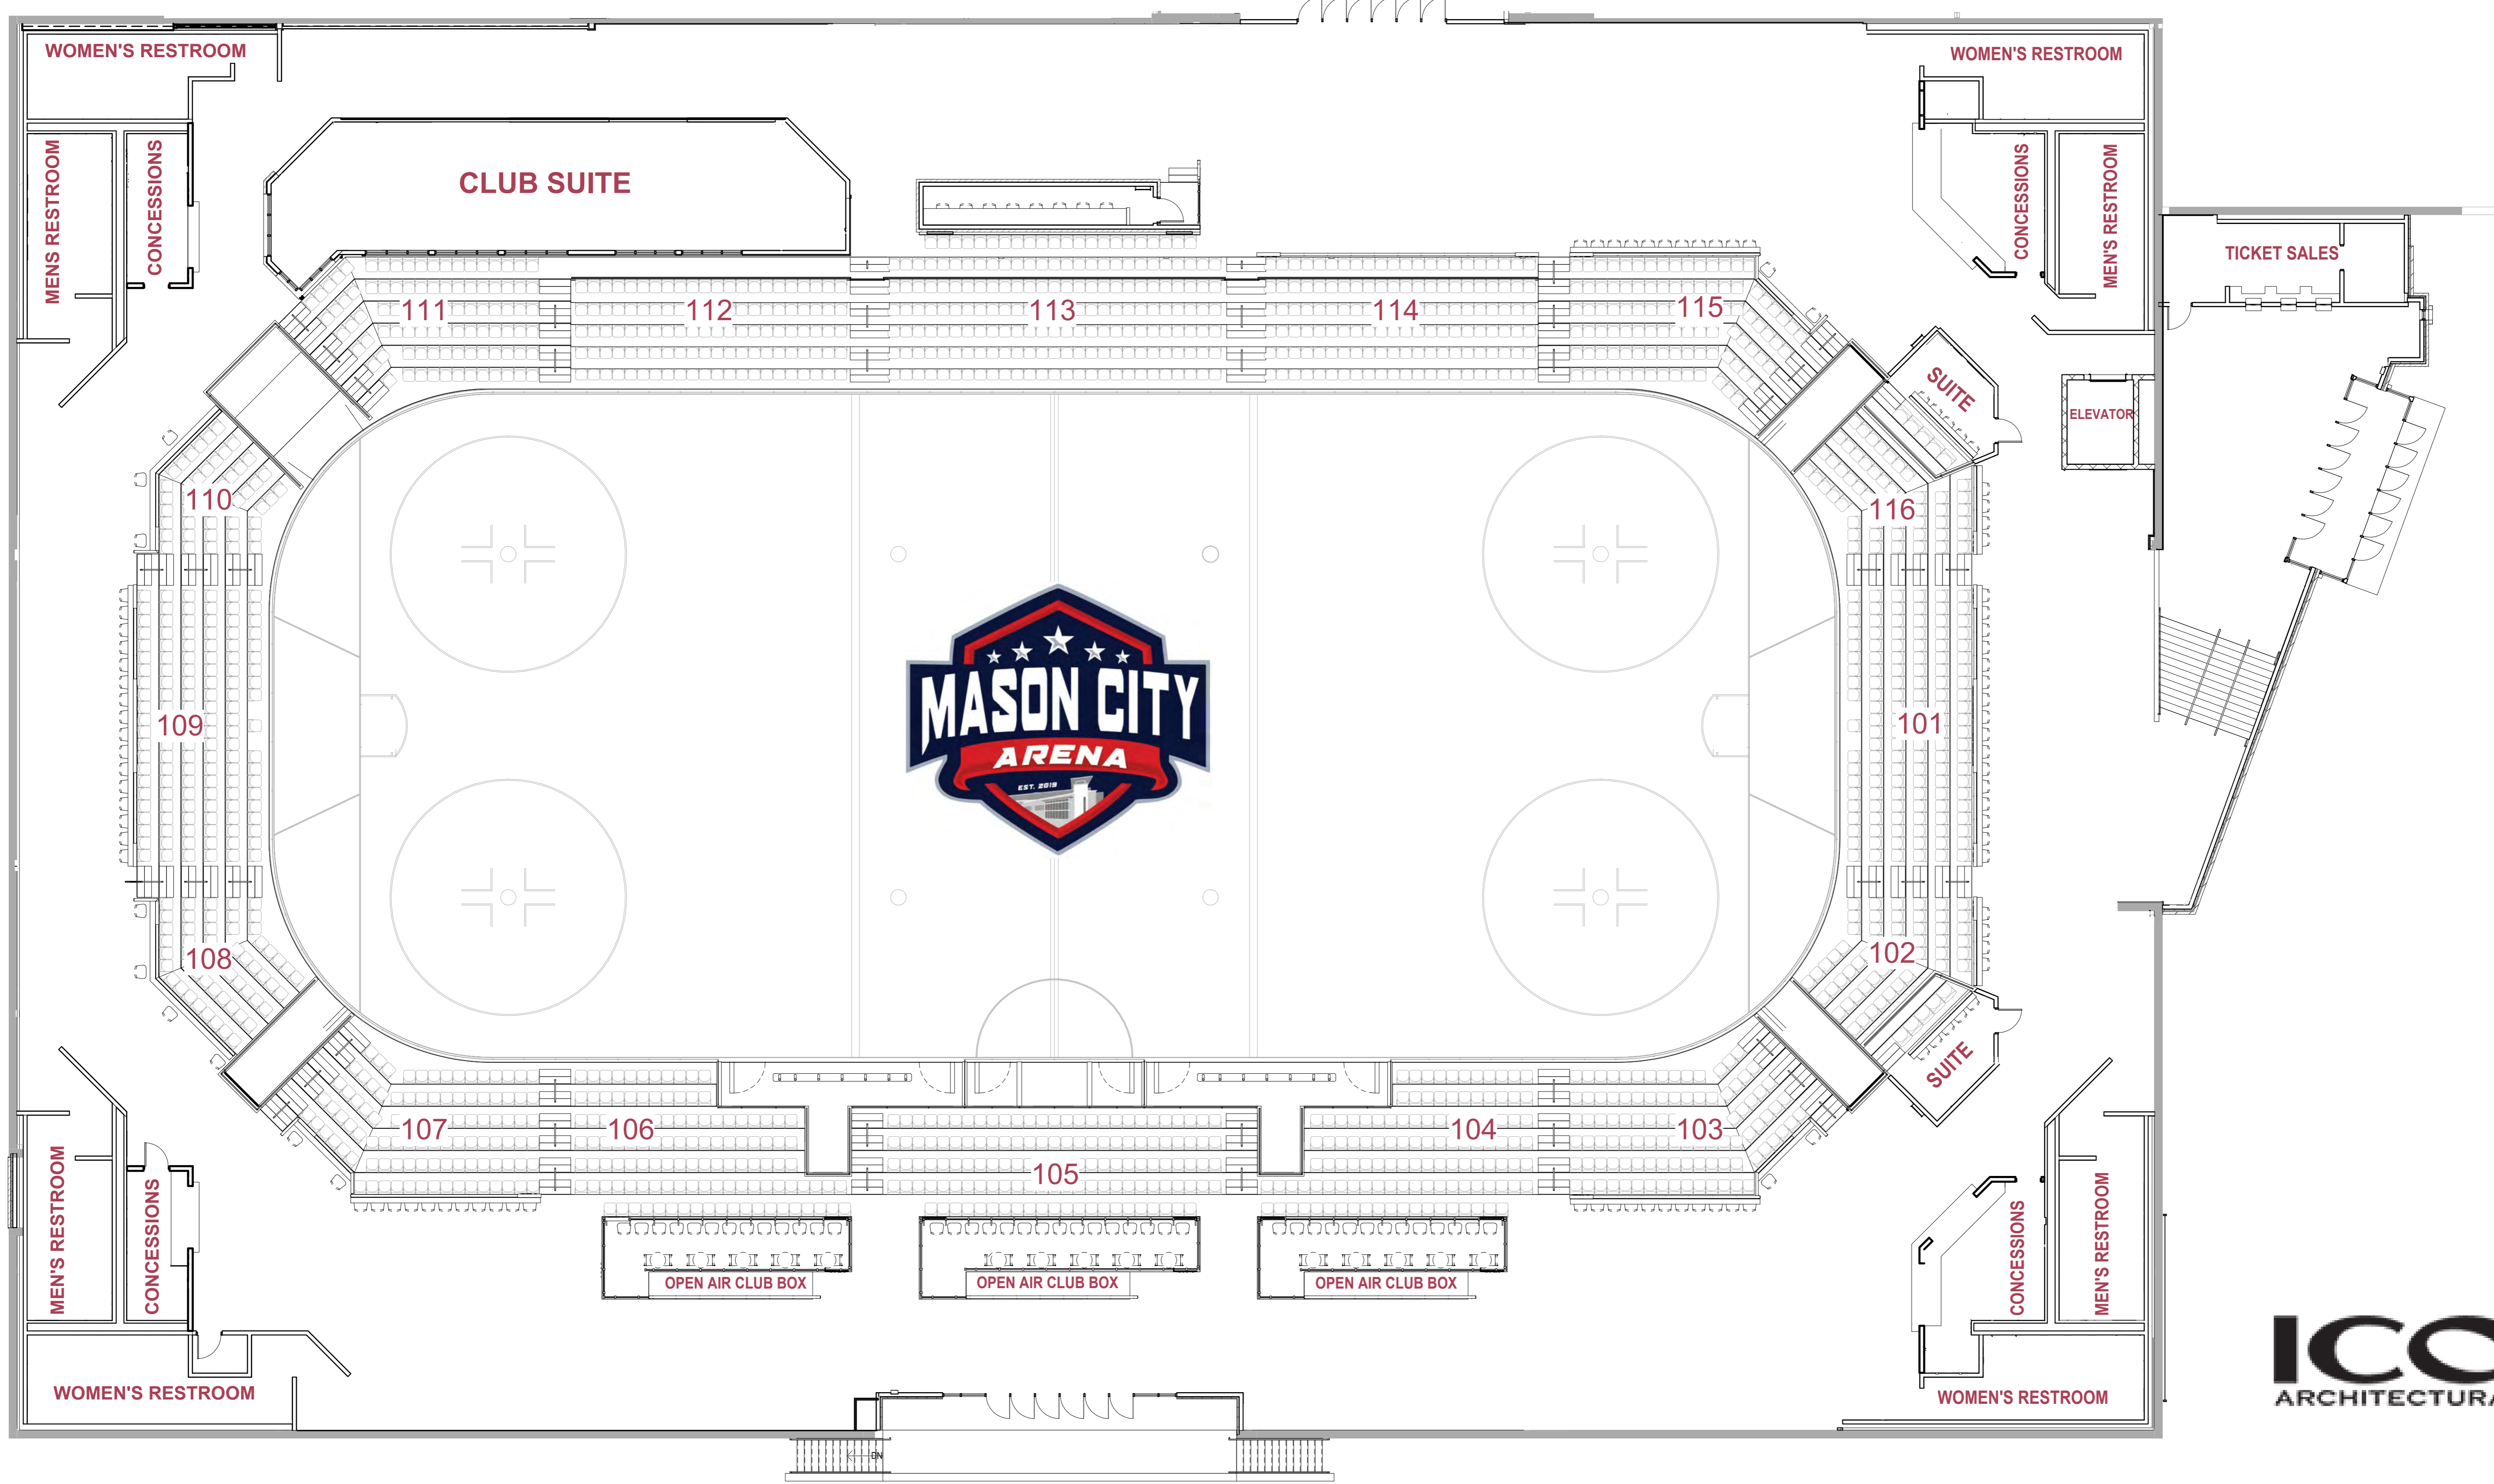 WOMEN'S RESTROOM
WOMEN'S RESTROOM
MENS RESTROOM
CONCESSIONS
CLUB SUITE
CONCESSIONS
MEN'S RESTROOM
TICKET SALES
111
112
113
114
115
SUITE
ELEVATOR
110
116
109
MASON CITY
ARENA
EST. 2019
101
108
102
SUITE
107
106
105
104
103
MEN'S RESTROOM
CONCESSIONS
OPEN AIR CLUB BOX
OPEN AIR CLUB BOX
OPEN AIR CLUB BOX
CONCESSIONS
MEN'S RESTROOM
WOMEN'S RESTROOM
WOMEN'S RESTROOM
DN